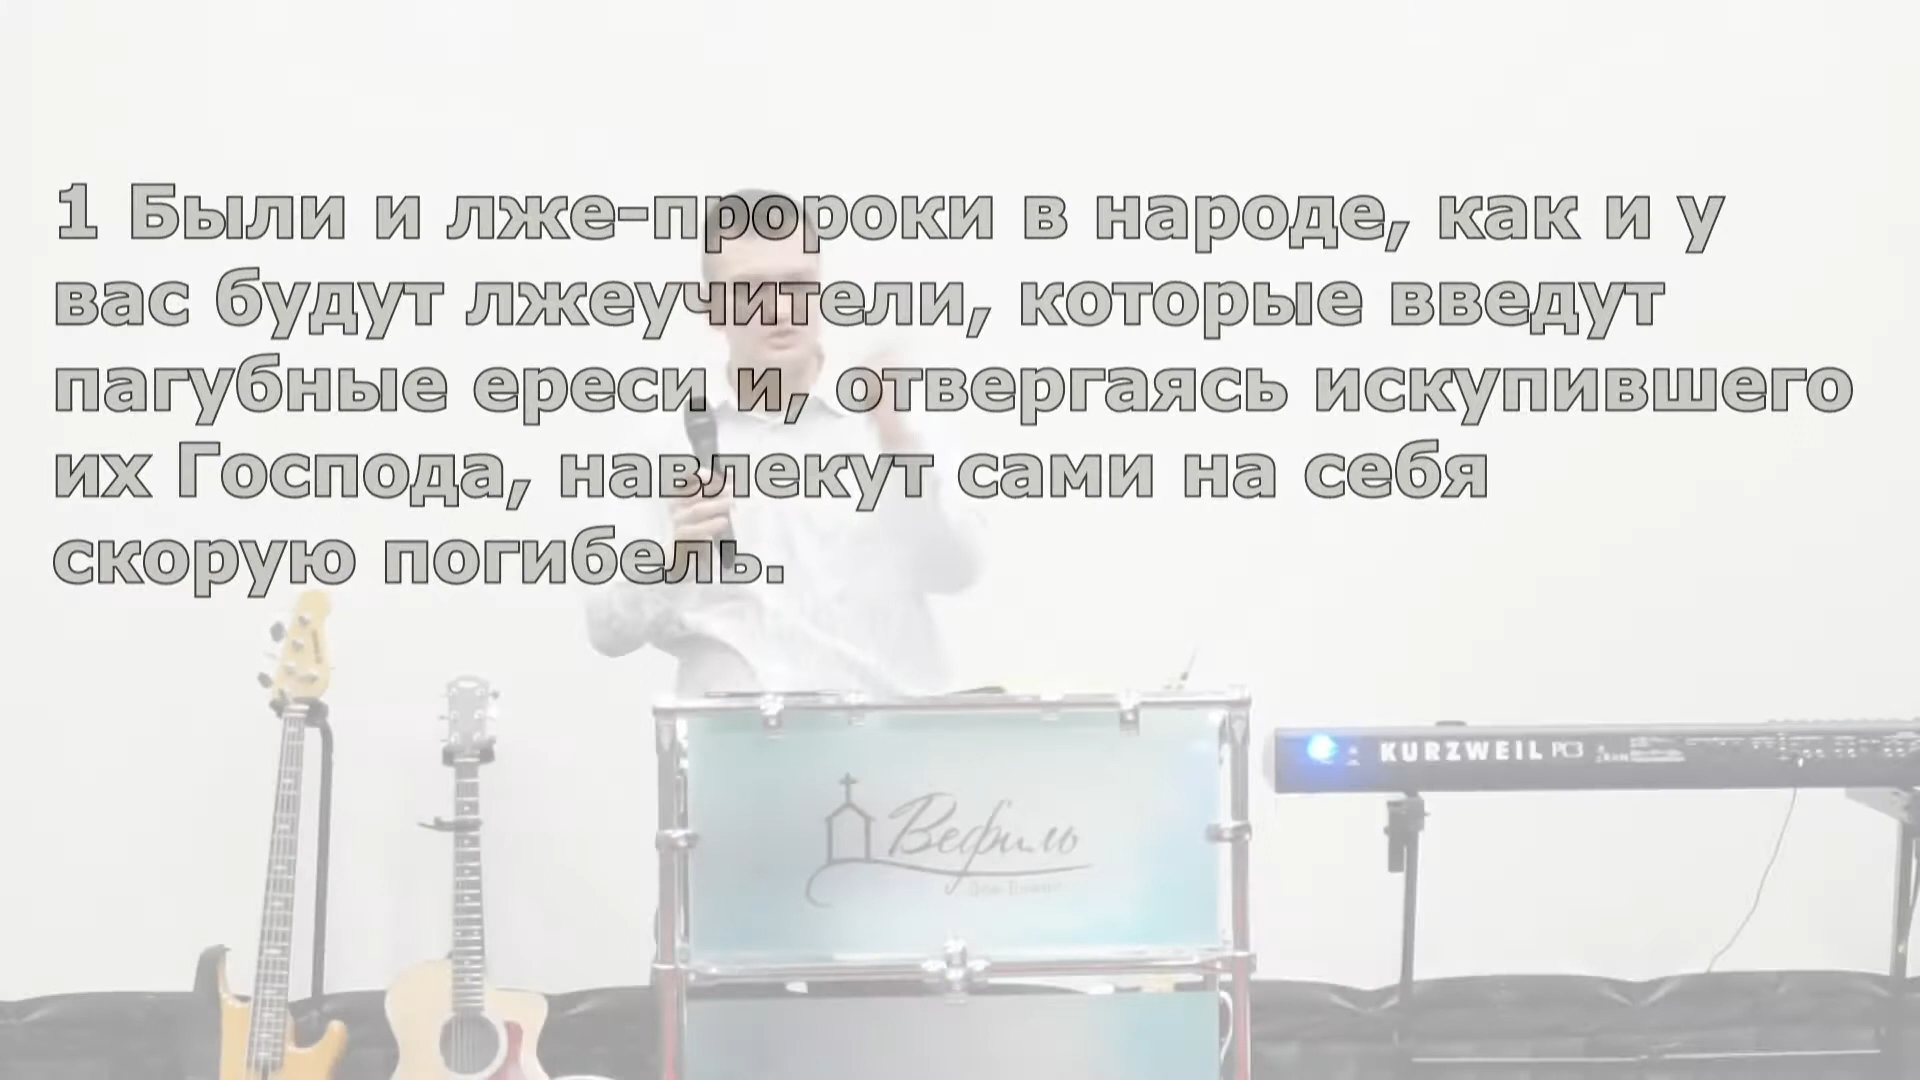 1 Были и лже-пророки в народе, как и у
вас будут лжеучители, которые введут
пагубные ереси и, отвергаясь искупившего
их Господа, навлекут сами на себя
скорую погибель.
KURZWEIL PC3
Вефиль